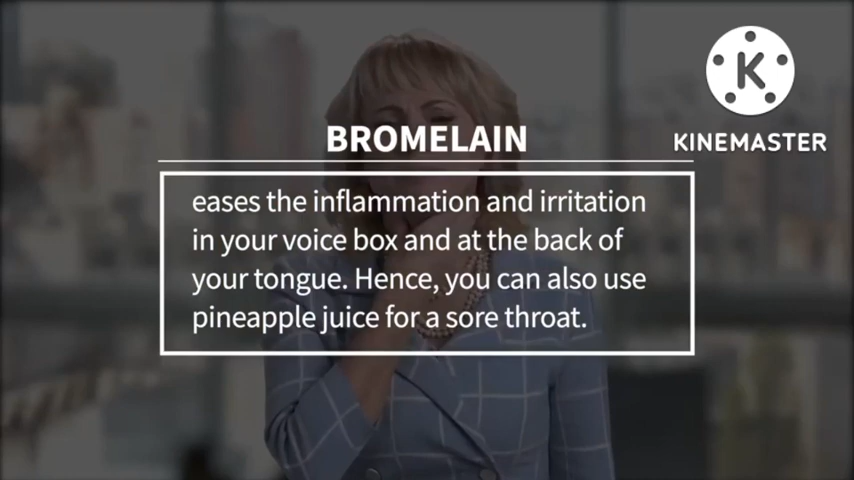 KINEMASTER
BROMELAIN
eases the inflammation and irritation
in your voice box and at the back of
your tongue. Hence, you can also use
pineapple juice for a sore throat.